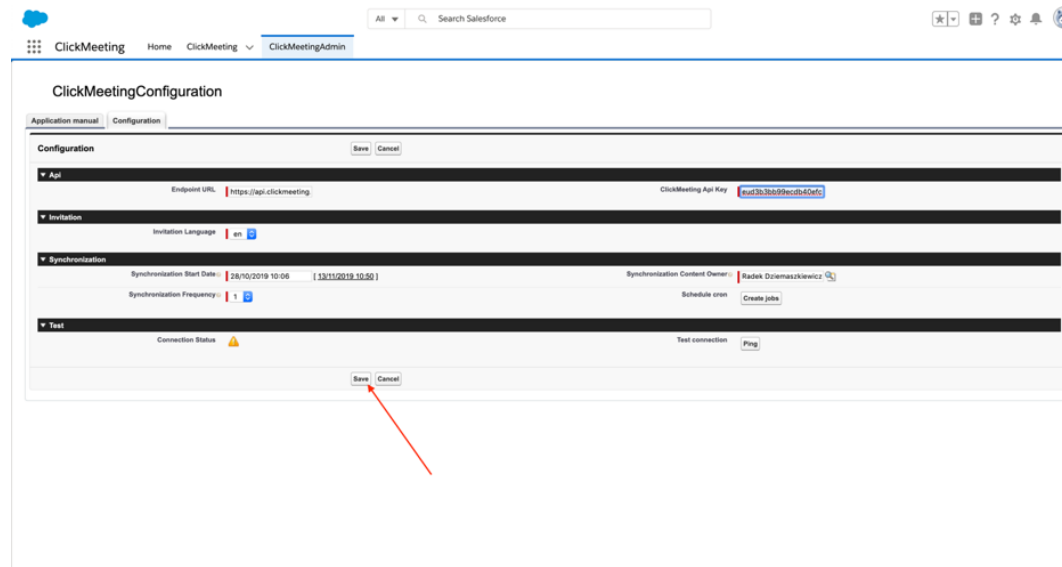 All Search Salesforce
ClickMeeting Home ClickMeeting ClickMeetingAdmin
ClickMeetingConfiguration
Application manual Configuration
Configuration Save Cancel
Api
Endpoint URL https://api.clickmeeting ClickMeeting Api Key eud3b3bb99ecdb40efc
Invitation
Invitation Language en
Synchronization
Synchronization Start Date 28/10/2019 10:06 [ 13/11/2019 10:50 ] Synchronization Content Owner Radek Dziemaszkiewicz
Synchronization Frequency 1 Schedule cron Create jobs
Test
Connection Status Test connection Ping
Save Cancel